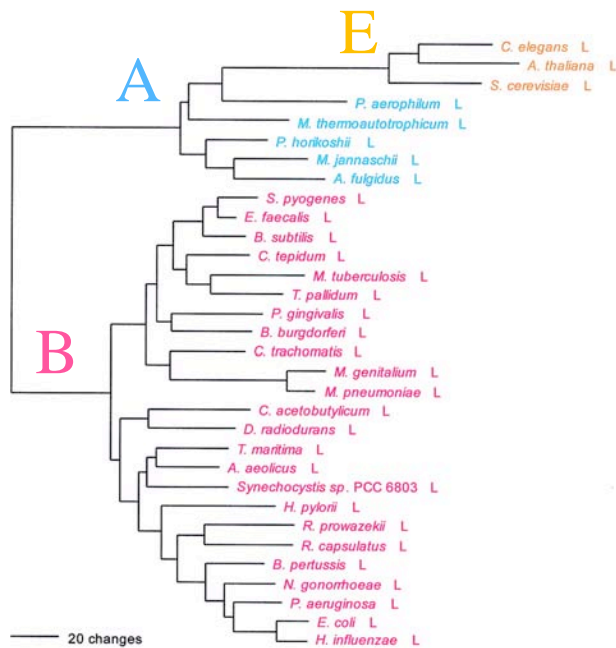 E
C. elegans L
A
A. thaliana L
S. cerevisiae L
P. aerophilum L
M. thermoautotrophicum L
P. horikoshii L
M. jannaschii L
A. fulgidus L
S. pyogenes L
E. faecalis L
B. subtilis L
C. tepidum L
M. tuberculosis L
T. pallidum L
P. gingivalis L
B. burgdorferi L
B
C. trachomatis L
M. genitalium L
M. pneumoniae L
C. acetobutylicum L
D. radiodurans L
T. maritima L
A. aeolicus L
Synechocystis sp. PCC 6803 L
H. pylorii L
R. prowazekii L
R. capsulatus L
B. pertussis L
N. gonorrhoeae L
P. aeruginosa L
E. coli L
20 changes
H. influenzae L